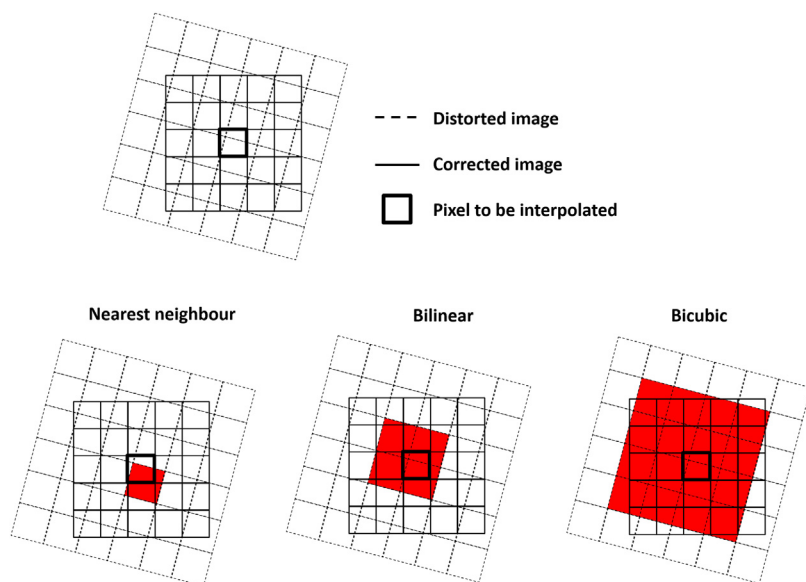 Distorted image
Corrected image
Pixel to be interpolated
Nearest neighbour
Bilinear
Bicubic